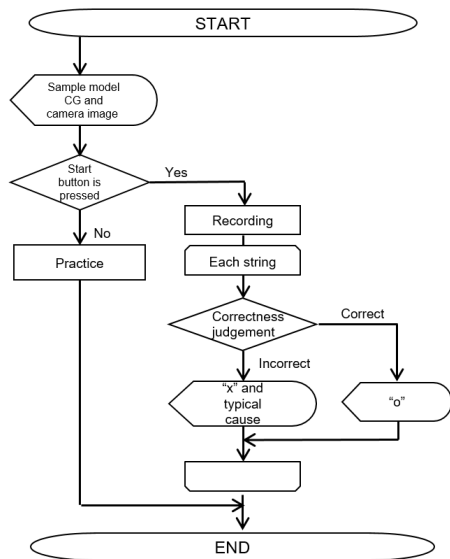 START
Sample model
CG and
camera image
Start
button is
pressed
Yes
No
Recording
Practice
Each string
Correctness
judgement
Correct
Incorrect
“x” and
typical
cause
“o”
END